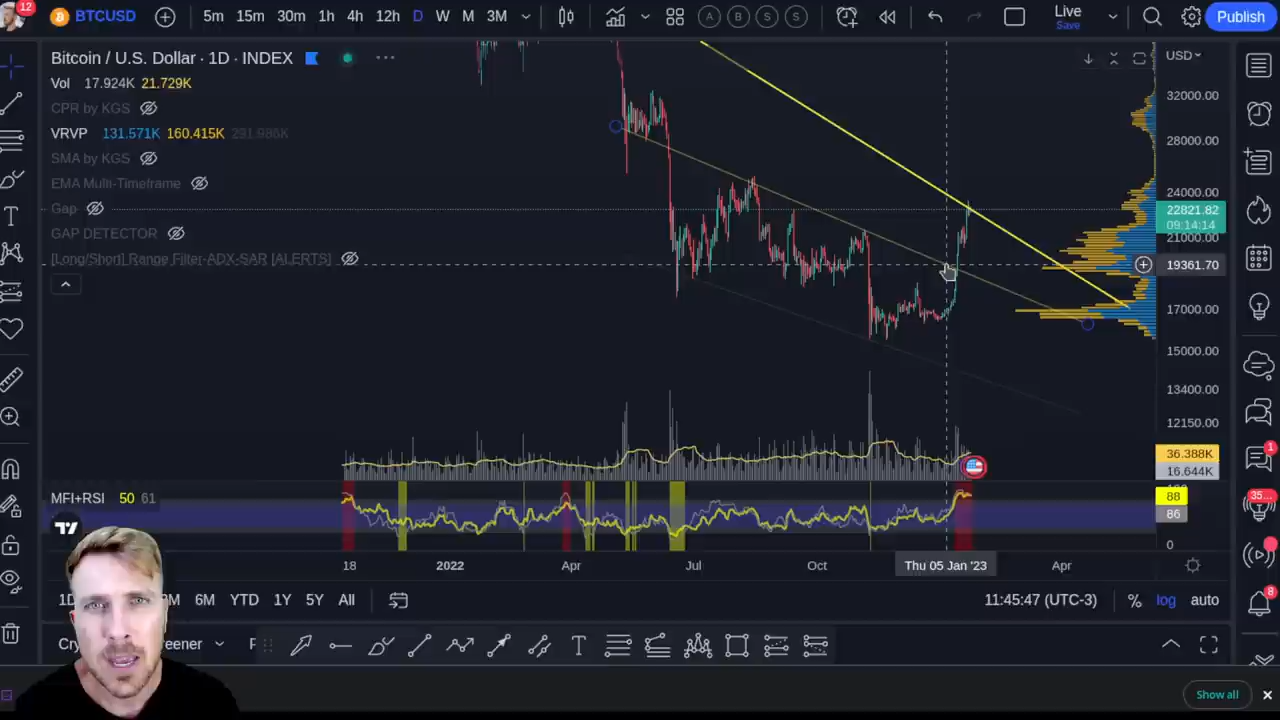 12 BTCUSD 5m 15m 30m 1h 4h 12h D W M 3M A B S S Live Save Publish
Bitcoin / U.S. Dollar · 1D · INDEX USD
Vol 17.924K 21.729K
CPR by KGS
VRVP 131.571K 160.415K 291.986K
SMA by KGS
EMA Multi-Timeframe
Gap
GAP DETECTOR
[Long/Short] Range Filter-ADX-SAR [ALERTS]
32000.00
28000.00
24000.00
22821.82
09:14:14
21000.00
19361.70
17000.00
15000.00
13400.00
12150.00
36.388K
16.644K
1
MFI+RSI 50 61
88
86
35...
0
18 2022 Apr Jul Oct Thu 05 Jan '23 Apr
6M YTD 1Y 5Y All 11:45:47 (UTC-3) % log auto
8
Show all